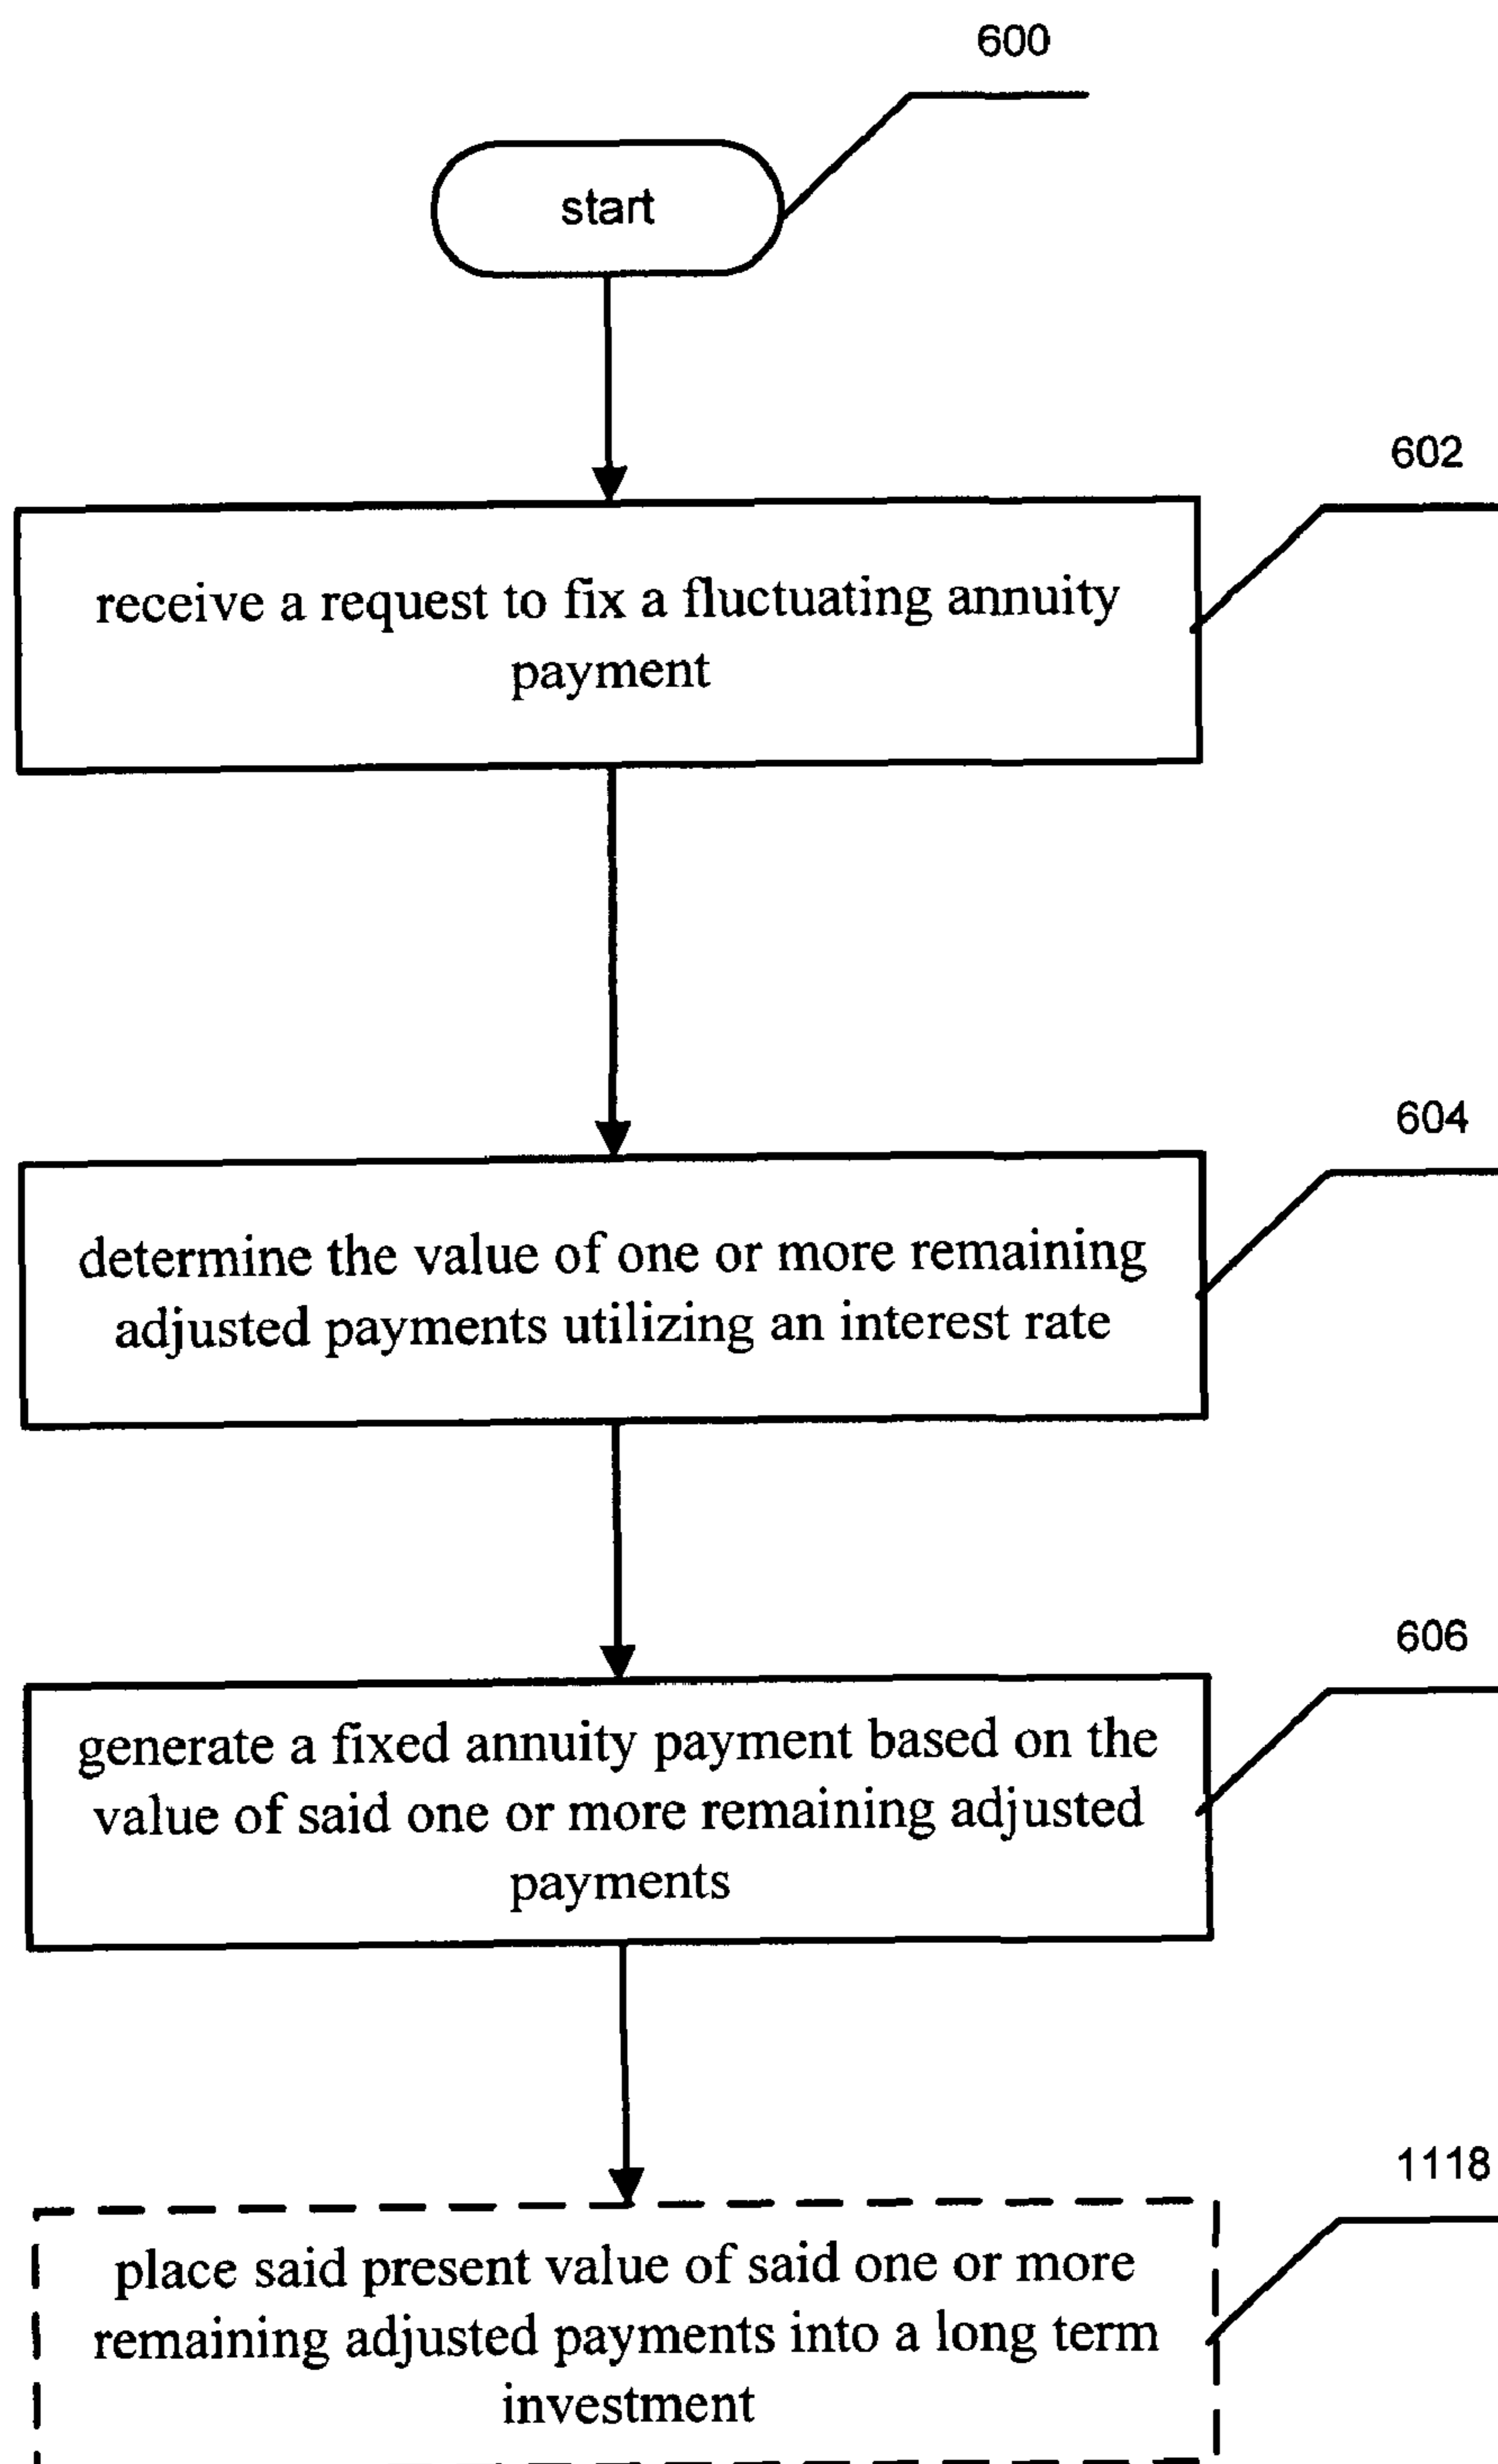 600
start
602
receive a request to fix a fluctuating annuity
payment
604
determine the value of one or more remaining
adjusted payments utilizing an interest rate
606
generate a fixed annuity payment based on the
value of said one or more remaining adjusted
payments
1118
place said present value of said one or more
remaining adjusted payments into a long term
investment